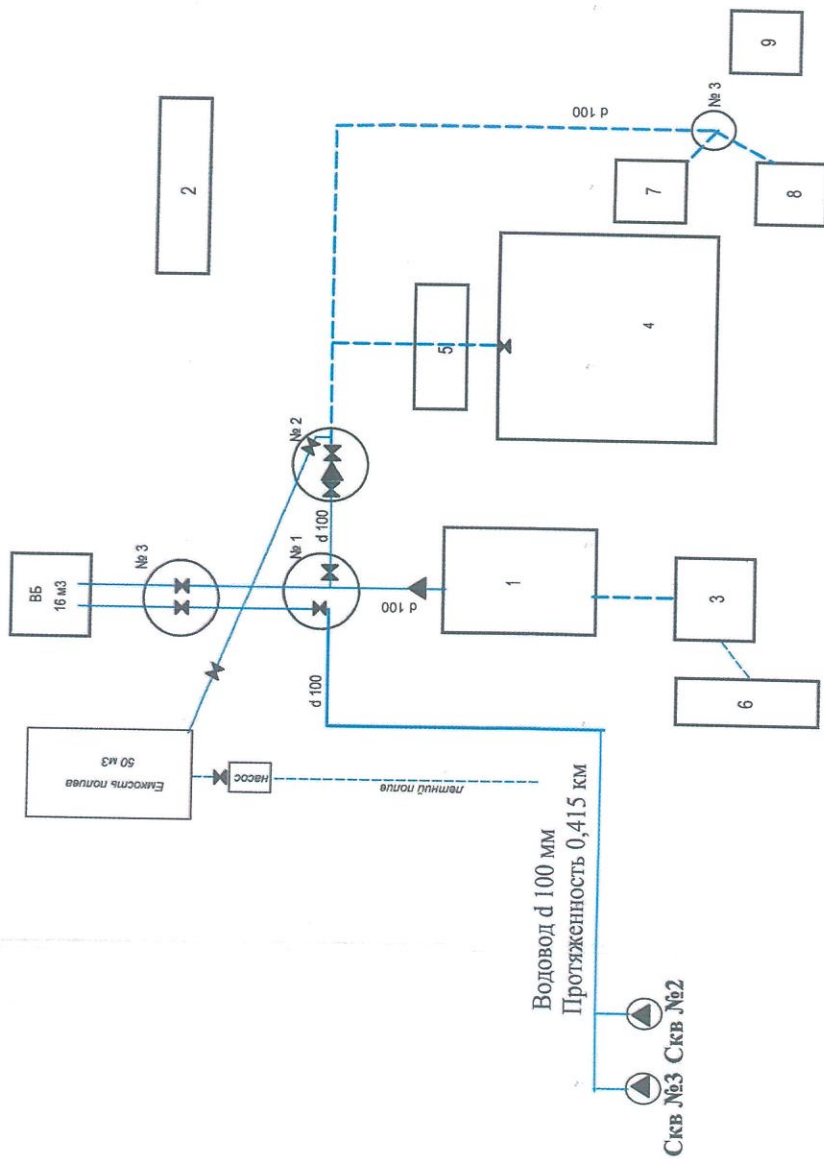 ВБ
16 м3
№ 3
Емкость полива
50 м3
насос
летний полив
№ 1
d 100
d 100
№ 2
d 100
2
5
4
d 100
№ 3
9
7
8
1
3
6
Водовод d 100 мм
Протяженность 0,415 км
Скв №3 Скв №2